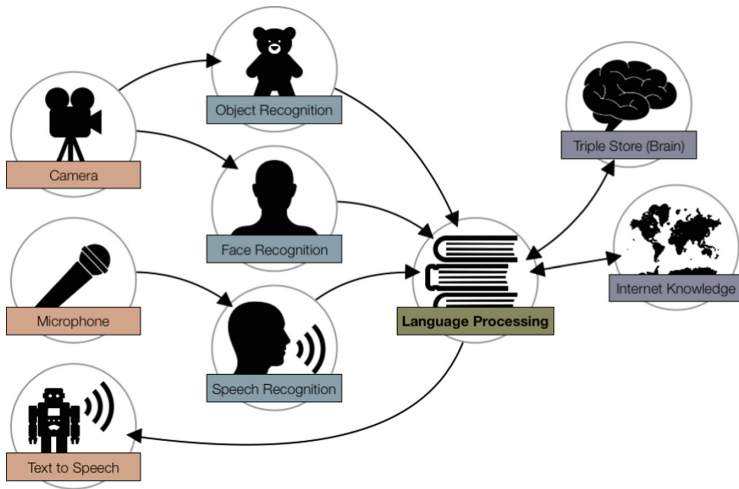 Object Recognition
Triple Store (Brain)
Camera
Face Recognition
Internet Knowledge
Microphone
Language Processing
Speech Recognition
Text to Speech